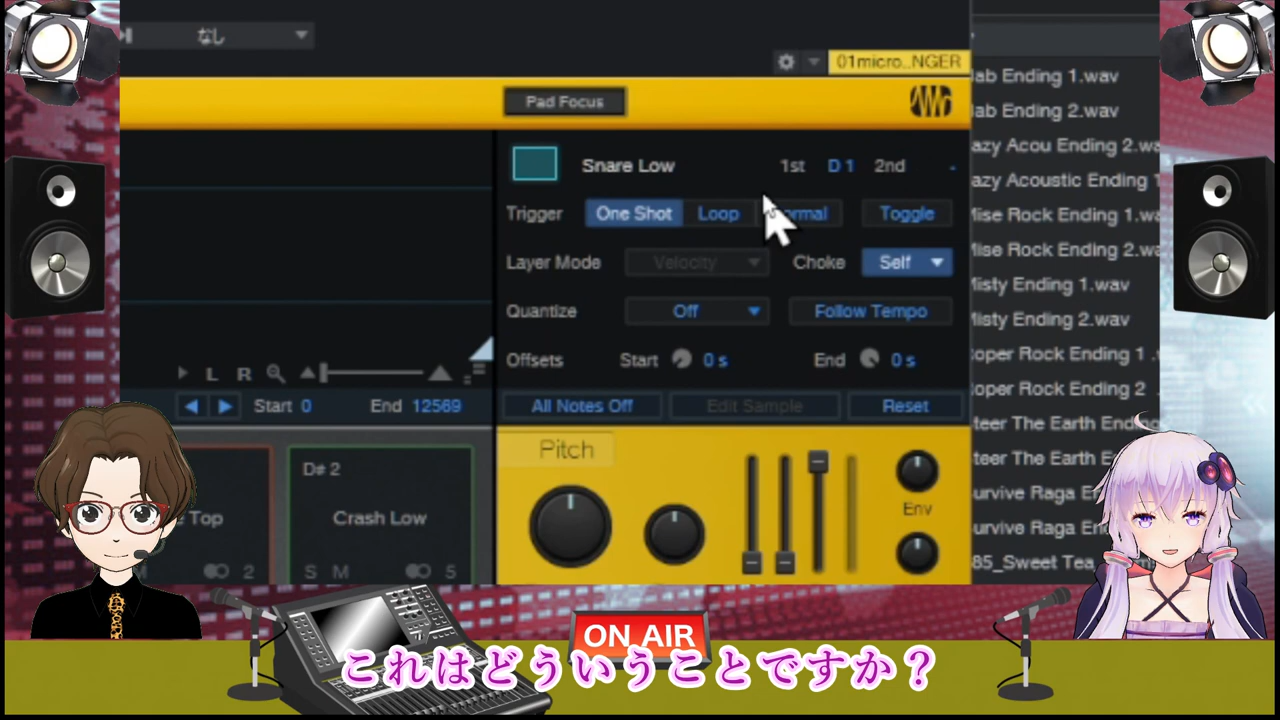 なし
01micro..NGER
Pad Focus
Snare Low 1st D 1 2nd -
Trigger One Shot Loop Toggle
Layer Mode Velocity Choke Self
Quantize Off Follow Tempo
Offsets Start 0 s End 0 s
L R
Start 0 End 12569
All Notes Off Edit Sample Reset
Pitch
Env
D# 2
Top
Crash Low
2
S M 5
Ending 1.wav
Ending 2.wav
Acou Ending 2.wa
Acoustic Ending 1
Mise Rock Ending 1.wa
Mise Rock Ending 2.wa
Misty Ending 1.wav
Misty Ending 2.wav
oper Rock Ending 1
oper Rock Ending 2
teer The Earth Ending
teer The Earth E
urvive Raga En
urvive Raga En
85_Sweet Tea
ON AIR
これはどういうことですか？